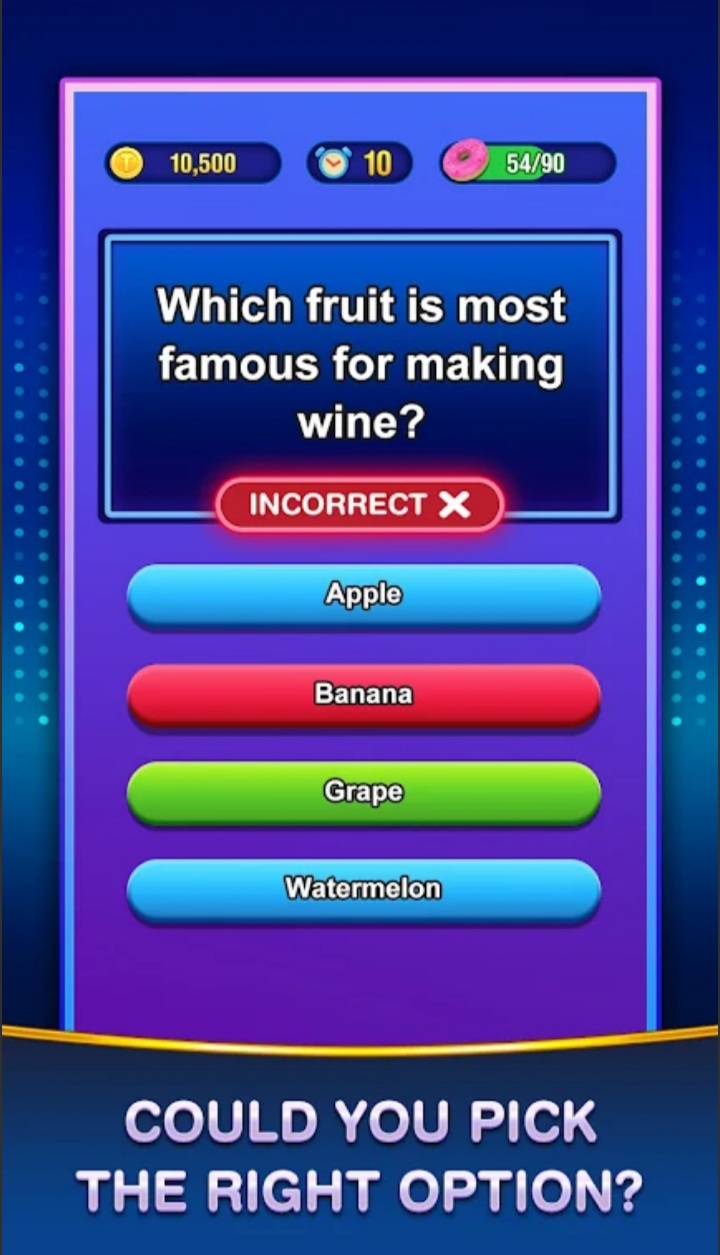 10,500
10
54/90
Which fruit is most
famous for making
wine?
INCORRECT ✕
Apple
Banana
Grape
Watermelon
COULD YOU PICK
THE RIGHT OPTION?